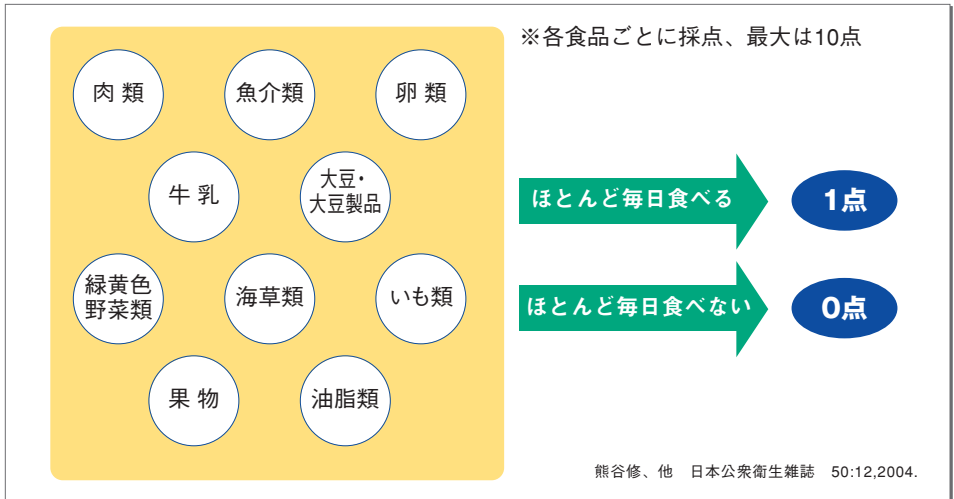 ※各食品ごとに採点、最大は10点
肉 類
魚介類
卵 類
牛 乳
大豆・
大豆製品
緑黄色
野菜類
海草類
いも類
果 物
油脂類
ほとんど毎日食べる
1点
ほとんど毎日食べない
0点
熊谷修、他 日本公衆衛生雑誌 50:12,2004.